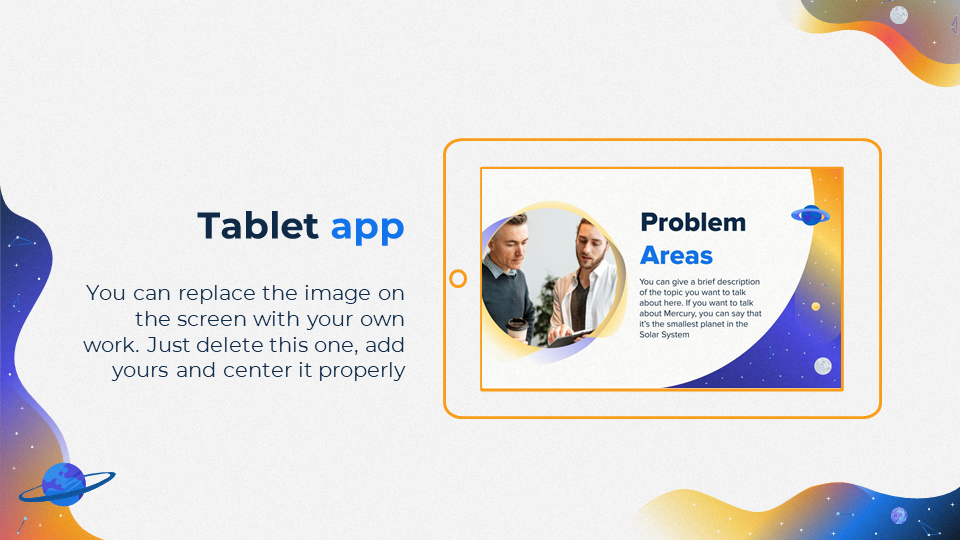 Tablet app
You can replace the image on
the screen with your own
work. Just delete this one, add
yours and center it properly
Problem
Areas
You can give a brief description
of the topic you want to talk
about here. If you want to talk
about Mercury, you can say that
it’s the smallest planet in the
Solar System